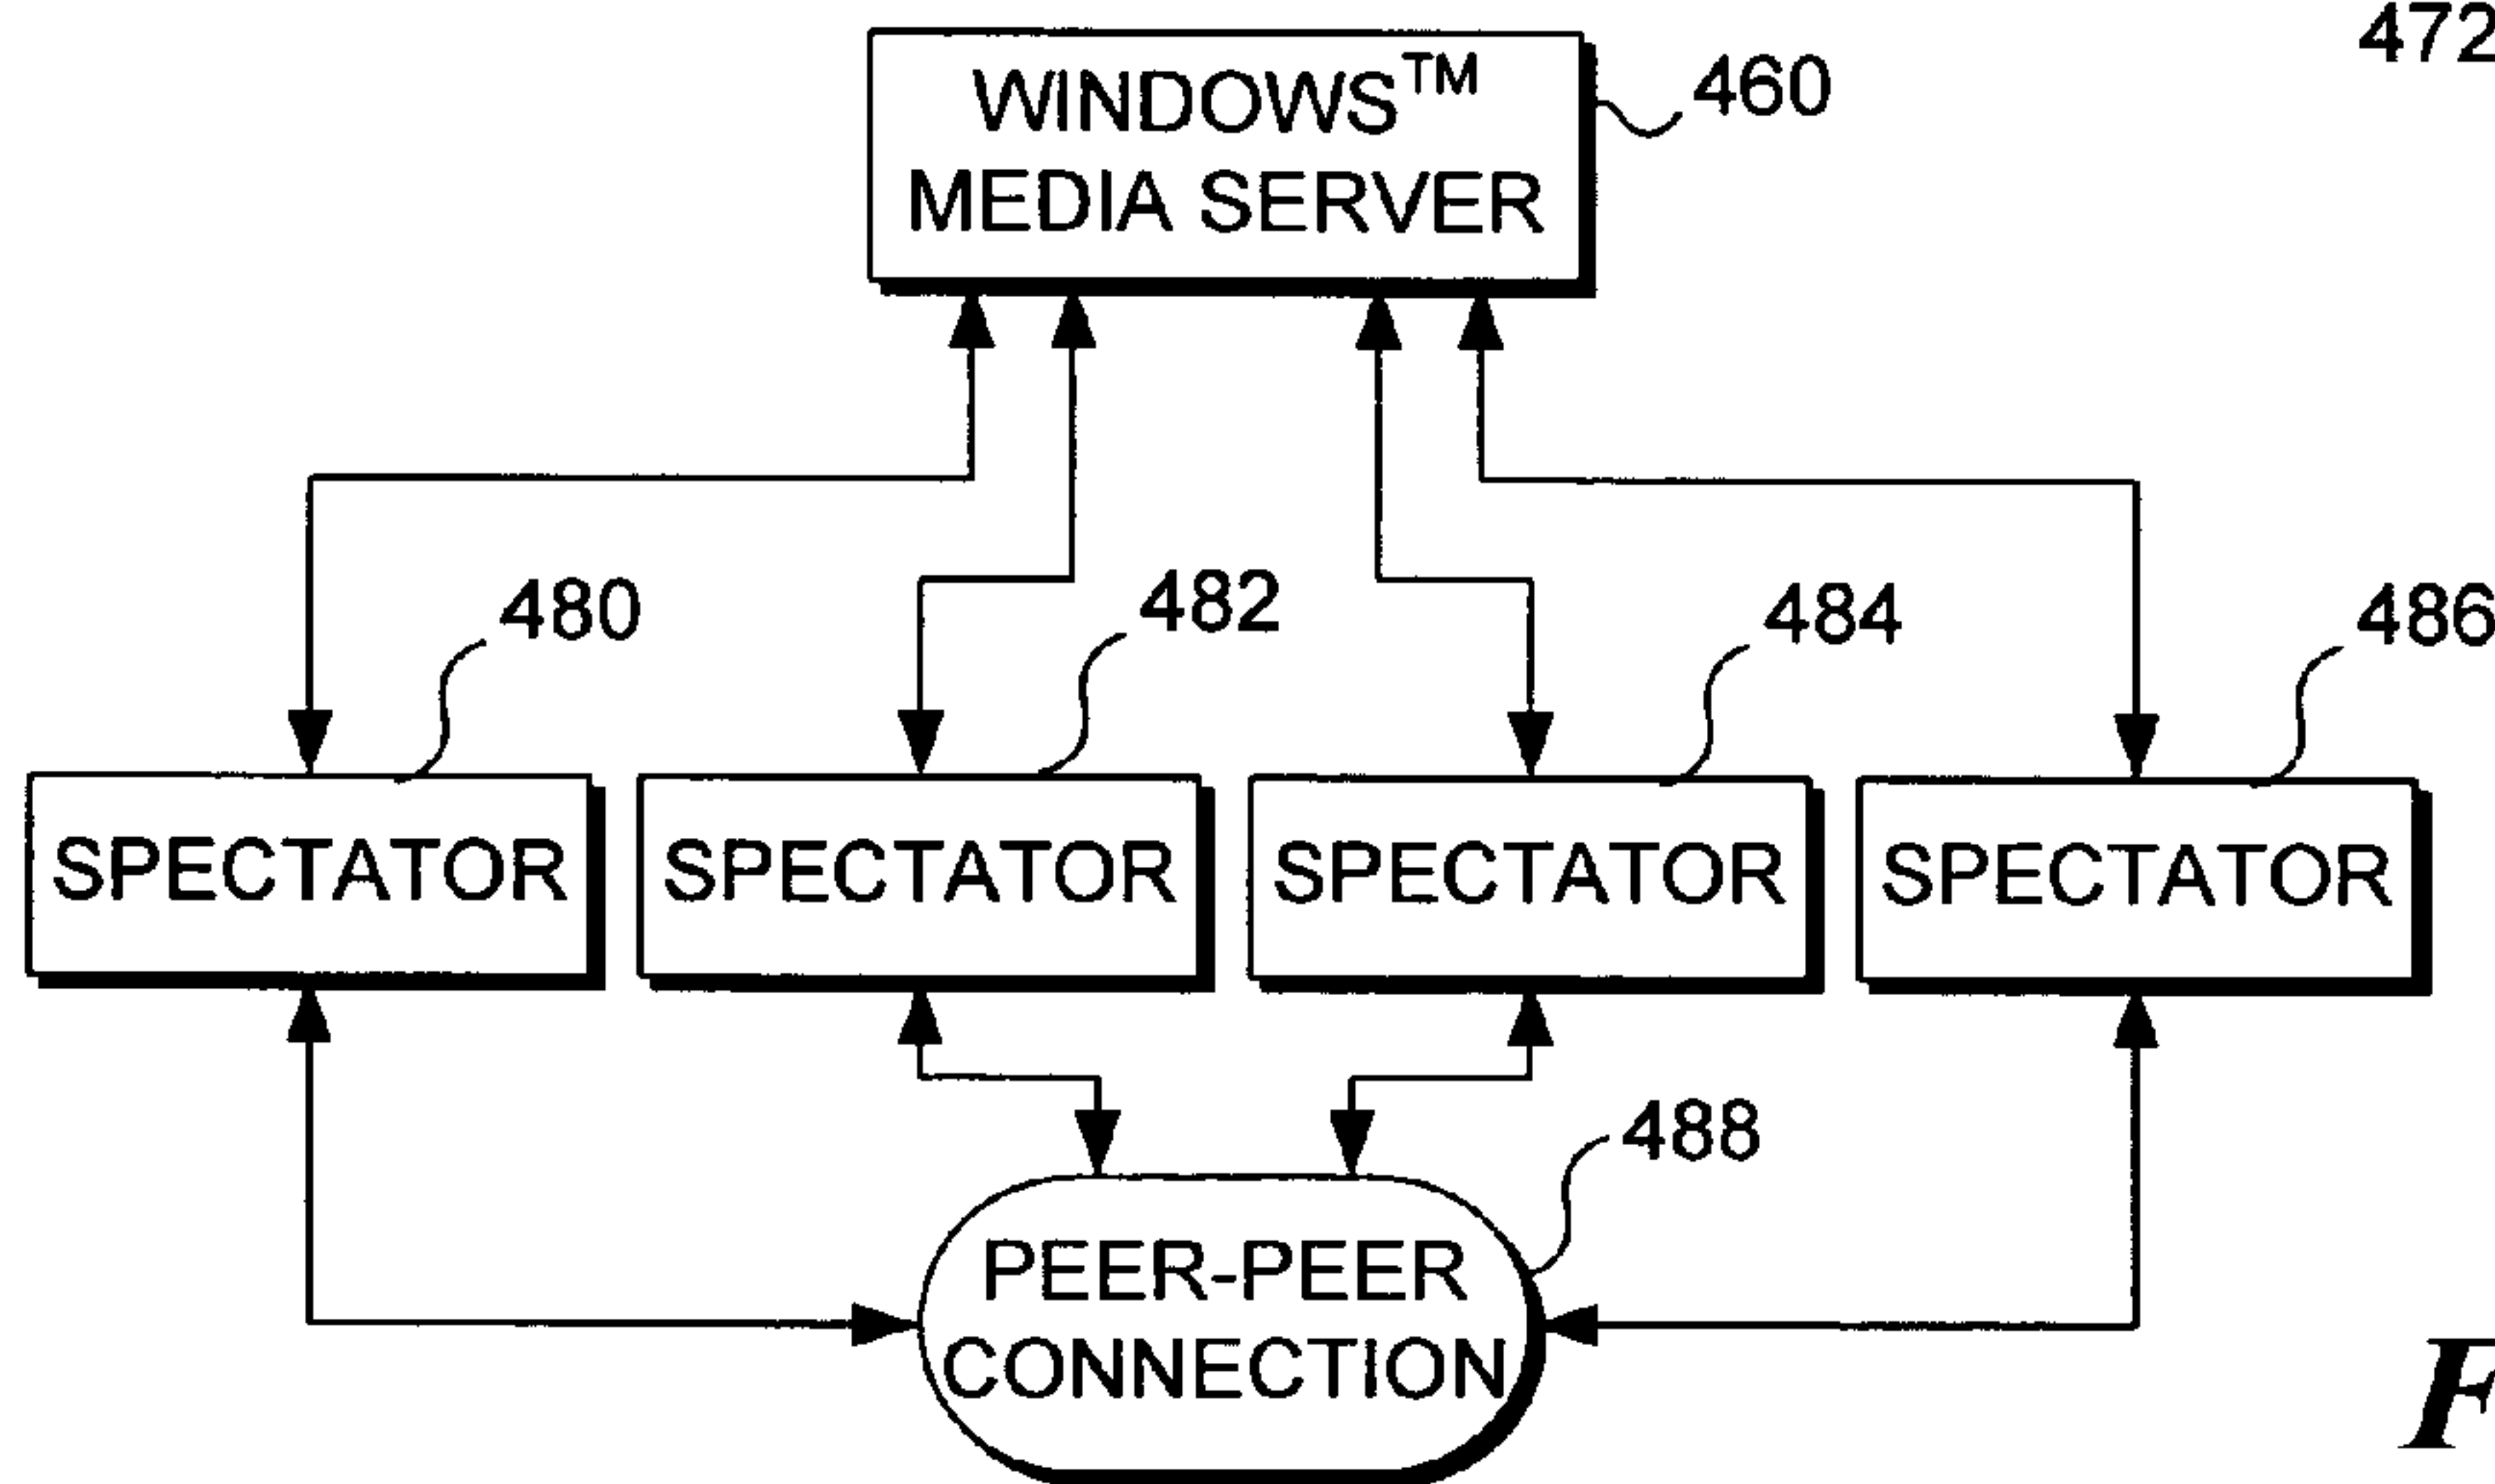 472
WINDOWS™
MEDIA SERVER
460
480
482
484
486
SPECTATOR
SPECTATOR
SPECTATOR
SPECTATOR
488
PEER-PEER
CONNECTION
F